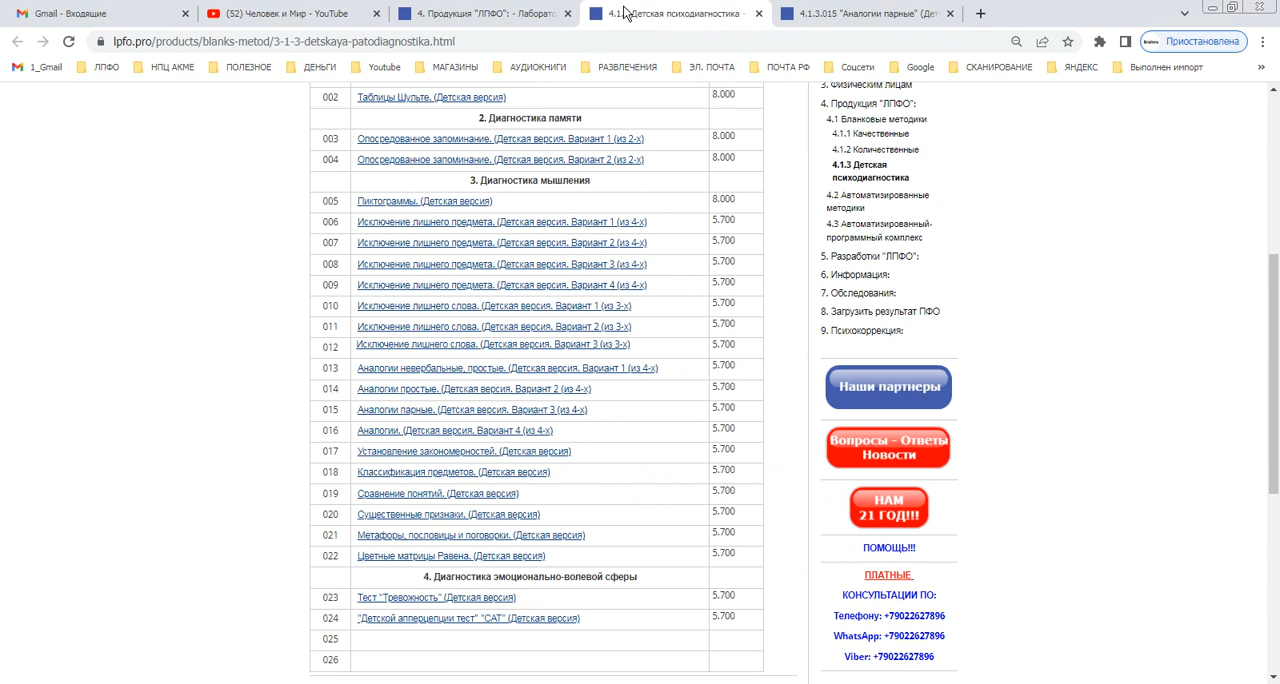 Gmail - Входящие
(52) Человек и Мир - YouTube
4. Продукция "ЛПФО": - Лаборато
4.1. Детская психодиагностика -
4.1.3.015 "Аналогии парные" (Дет
lpfo.pro/products/blanks-metod/3-1-3-detskaya-patodiagnostika.html
Приостановлена
1_Gmail
ЛПФО
НПЦ АКМЕ
ПОЛЕЗНОЕ
ДЕНЬГИ
Youtube
МАГАЗИНЫ
АУДИОКНИГИ
РАЗВЛЕЧЕНИЯ
ЭЛ. ПОЧТА
ПОЧТА РФ
Соцсети
Google
СКАНИРОВАНИЕ
ЯНДЕКС
Выполнен импорт
»
002 Таблицы Шульте. (Детская версия) 8.000
2. Диагностика памяти
003 Опосредованное запоминание. (Детская версия. Вариант 1 (из 2-х) 8.000
004 Опосредованное запоминание. (Детская версия. Вариант 2 (из 2-х) 8.000
3. Диагностика мышления
005 Пиктограммы. (Детская версия) 8.000
006 Исключение лишнего предмета. (Детская версия. Вариант 1 (из 4-х) 5.700
007 Исключение лишнего предмета. (Детская версия. Вариант 2 (из 4-х) 5.700
008 Исключение лишнего предмета. (Детская версия. Вариант 3 (из 4-х) 5.700
009 Исключение лишнего предмета. (Детская версия. Вариант 4 (из 4-х) 5.700
010 Исключение лишнего слова. (Детская версия. Вариант 1 (из 3-х) 5.700
011 Исключение лишнего слова. (Детская версия. Вариант 2 (из 3-х) 5.700
012 Исключение лишнего слова. (Детская версия. Вариант 3 (из 3-х) 5.700
013 Аналогии невербальные, простые. (Детская версия. Вариант 1 (из 4-х) 5.700
014 Аналогии простые. (Детская версия. Вариант 2 (из 4-х) 5.700
015 Аналогии парные. (Детская версия. Вариант 3 (из 4-х) 5.700
016 Аналогии. (Детская версия. Вариант 4 (из 4-х) 5.700
017 Установление закономерностей. (Детская версия) 5.700
018 Классификация предметов. (Детская версия) 5.700
019 Сравнение понятий. (Детская версия) 5.700
020 Существенные признаки. (Детская версия) 5.700
021 Метафоры, пословицы и поговорки. (Детская версия) 5.700
022 Цветные матрицы Равена. (Детская версия) 5.700
4. Диагностика эмоционально-волевой сферы
023 Тест "Тревожность" (Детская версия) 5.700
024 "Детской апперцепции тест" "САТ" (Детская версия) 5.700
025
026
3. Физическим лицам
4. Продукция "ЛПФО":
4.1 Бланковые методики
4.1.1 Качественные
4.1.2 Количественные
4.1.3 Детская
психодиагностика
4.2 Автоматизированные
методики
4.3 Автоматизированный-
программный комплекс
5. Разработки "ЛПФО":
6. Информация:
7. Обследования:
8. Загрузить результат ПФО
9. Психокоррекция:
Наши партнеры
Вопросы - Ответы
Новости
НАМ
21 ГОД!!!
ПОМОЩЬ!!!
ПЛАТНЫЕ
КОНСУЛЬТАЦИИ ПО:
Телефону: +79022627896
WhatsApp: +79022627896
Viber: +79022627896